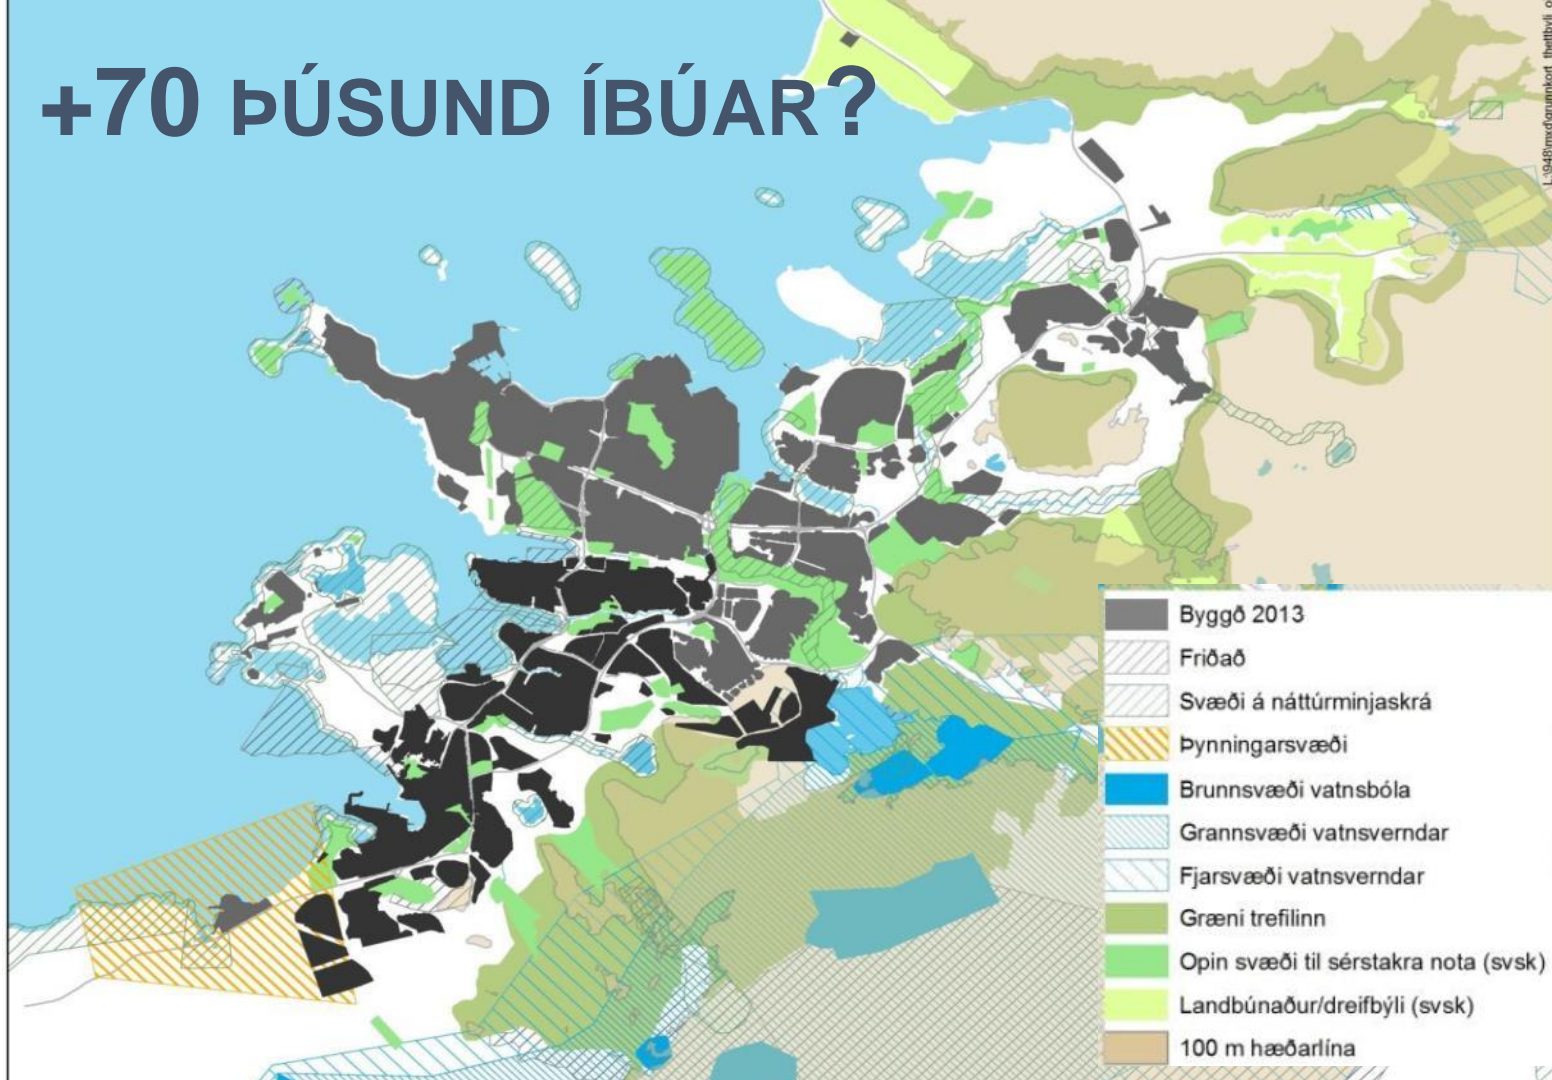 +70 ÞÚSUND ÍBÚAR?
Byggð 2013
Friðað
Svæði á náttúrminjaskrá
Þynningarsvæði
Brunnsvæði vatnsbóla
Grannsvæði vatnsverndar
Fjarsvæði vatnsverndar
Græni trefilinn
Opin svæði til sérstakra nota (svsk)
Landbúnaður/dreifbýli (svsk)
100 m hæðarlína